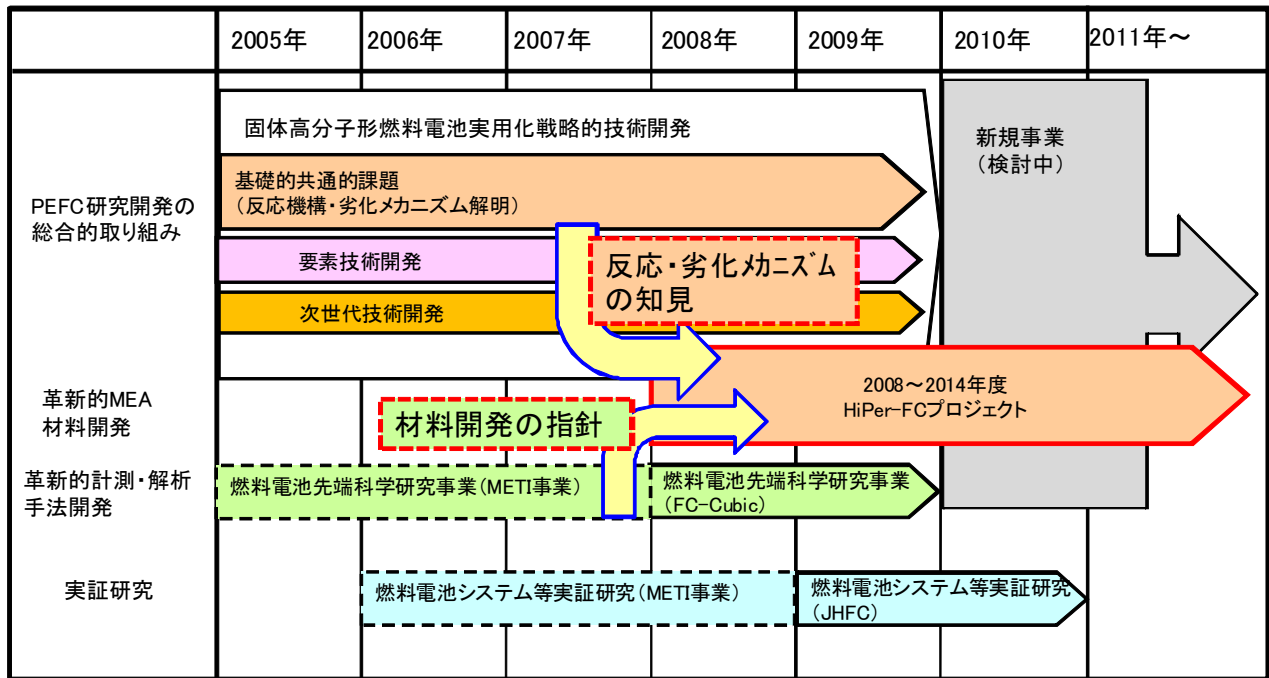 2005年
2006年
2007年
2008年
2009年
2010年
2011年～
固体高分子形燃料電池実用化戦略的技術開発
新規事業
（検討中）
PEFC研究開発の
総合的取り組み
基礎的共通的課題
（反応機構・劣化メカニズム解明）
要素技術開発
反応・劣化ﾒｶﾆｽﾞﾑ
の知見
次世代技術開発
革新的MEA
材料開発
2008～2014年度
HiPer-FCプロジェクト
材料開発の指針
革新的計測・解析
手法開発
燃料電池先端科学研究事業（METI事業）
燃料電池先端科学研究事業
（FC-Cubic）
実証研究
燃料電池システム等実証研究（METI事業）
燃料電池システム等実証研究
（JHFC）